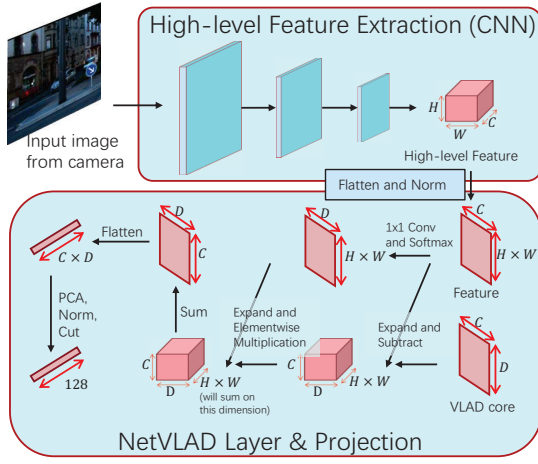 High-level Feature Extraction (CNN)
Input image
from camera
H
W
C
High-level Feature
Flatten and Norm
D
C
Flatten
C × D
D
H × W
1x1 Conv
and Softmax
C
H × W
Feature
PCA,
Norm,
Cut
Sum
Expand and
Elementwise
Multiplication
Expand and
Subtract
C
D
VLAD core
128
C
D
H × W
(will sum on
this dimension)
C
D
H × W
NetVLAD Layer & Projection